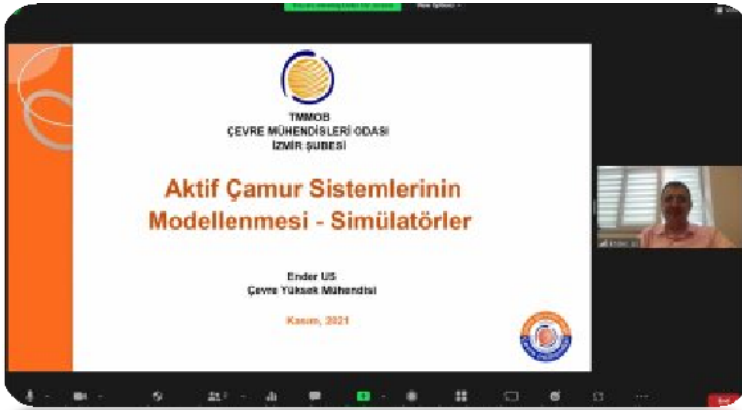 TMMOB
ÇEVRE MÜHENDİSLERİ ODASI
İZMİR ŞUBESİ
Aktif Çamur Sistemlerinin
Modellenmesi - Simülatörler
Ender US
Çevre Yüksek Mühendisi
Kasım, 2021